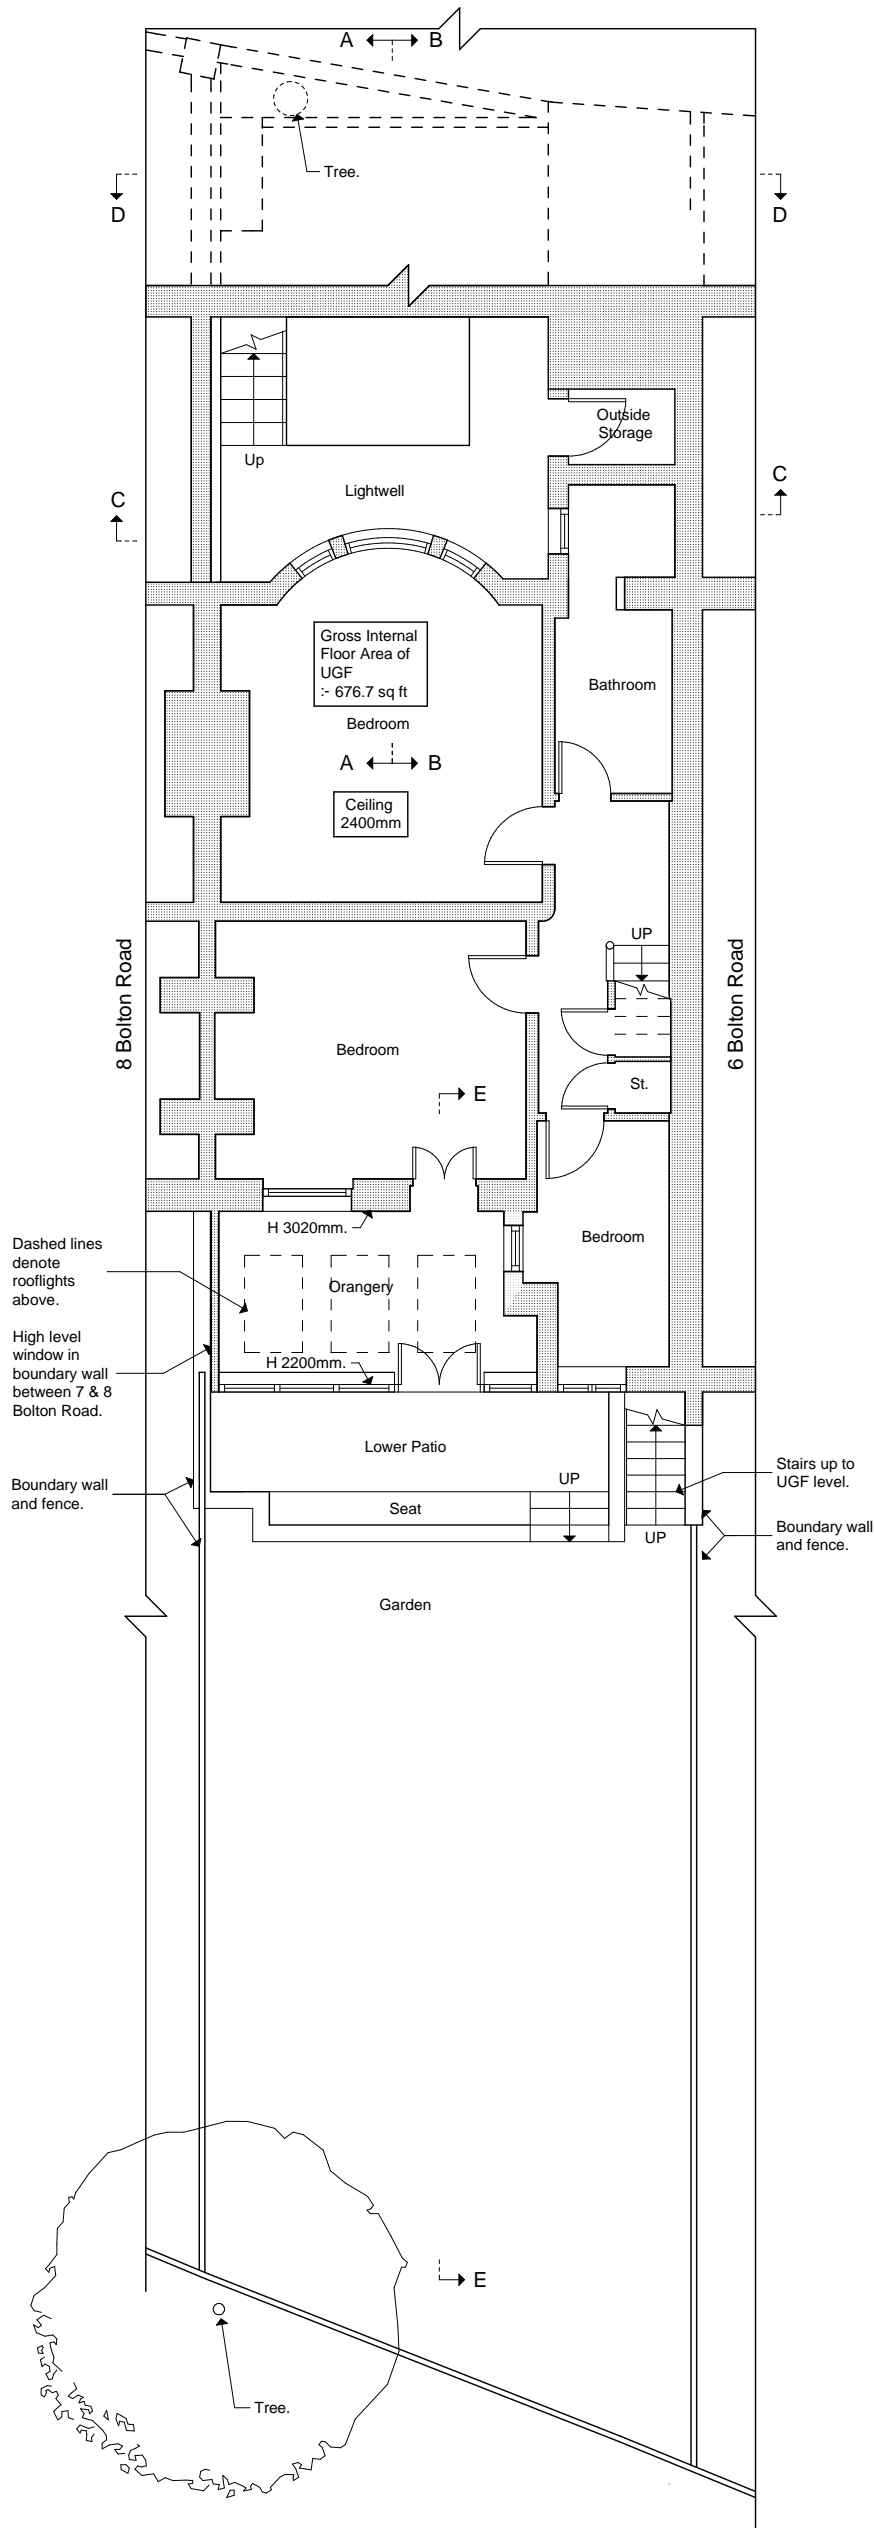 A B
Tree.
D
D
Outside
Storage
Up
Lightwell
C
C
Gross Internal
Floor Area of
UGF
:- 676.7 sq ft
Bathroom
Bedroom
A B
Ceiling
2400mm
UP
8 Bolton Road
6 Bolton Road
Bedroom
St.
E
H 3020mm.
Bedroom
Dashed lines
denote
rooflights
above.
Orangery
High level
window in
boundary wall
between 7 & 8
Bolton Road.
H 2200mm.
Lower Patio
Stairs up to
UGF level.
Boundary wall
and fence.
UP
Seat
UP
Boundary wall
and fence.
Garden
E
Tree.